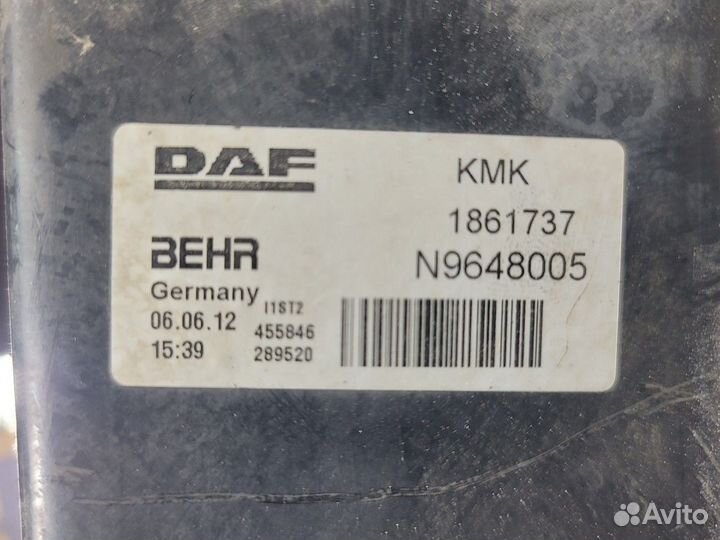 DAF
KMK
1861737
BEHR
N9648005
Germany
I1ST2
06.06.12
455846
15:39
289520
Avito